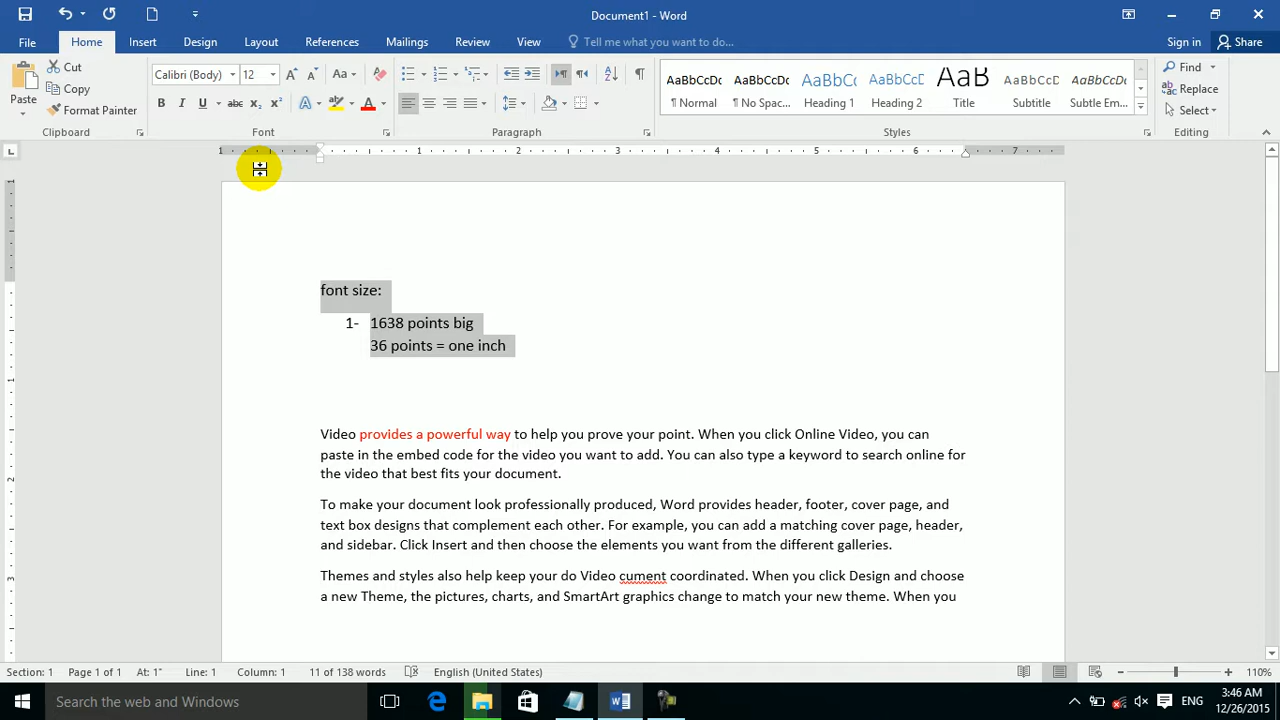 Document1 - Word
File Home Insert Design Layout References Mailings Review View Tell me what you want to do... Sign in Share
Cut
Copy
Format Painter
Paste
Clipboard
Calibri (Body) 12
Font
Paragraph
AaBbCcDc AaBbCcDc AaBbCc AaBbCcD AaB AaBbCcD AaBbCcD
¶ Normal ¶ No Spac... Heading 1 Heading 2 Title Subtitle Subtle Em...
Styles
Find
Replace
Select
Editing
1 1 2 3 4 5 6 7
font size:
1- 1638 points big
36 points = one inch
Video provides a powerful way to help you prove your point. When you click Online Video, you can
paste in the embed code for the video you want to add. You can also type a keyword to search online for
the video that best fits your document.
To make your document look professionally produced, Word provides header, footer, cover page, and
text box designs that complement each other. For example, you can add a matching cover page, header,
and sidebar. Click Insert and then choose the elements you want from the different galleries.
Themes and styles also help keep your do Video cument coordinated. When you click Design and choose
a new Theme, the pictures, charts, and SmartArt graphics change to match your new theme. When you
Section: 1 Page 1 of 1 At: 1" Line: 1 Column: 1 11 of 138 words English (United States) 110%
Search the web and Windows
ENG
3:46 AM
12/26/2015